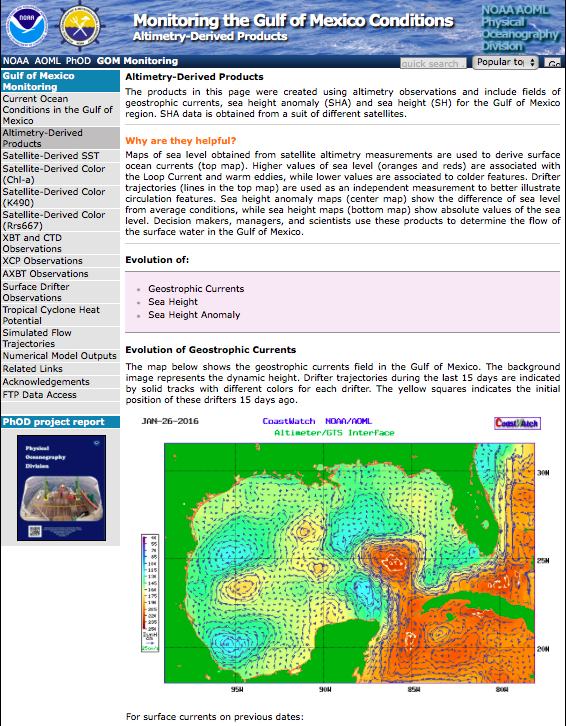 NOAA
Monitoring the Gulf of Mexico Conditions
Altimetry-Derived Products
NOAA AOML
Physical
Oceanography
Division
NOAA AOML PhOD GOM Monitoring
quick search
Popular to
Go
Gulf of Mexico
Monitoring
Current Ocean
Conditions in the Gulf of
Mexico
Altimetry-Derived
Products
Satellite-Derived SST
Satellite-Derived Color
(Chl-a)
Satellite-Derived Color
(K490)
Satellite-Derived Color
(Rrs667)
XBT and CTD
Observations
XCP Observations
AXBT Observations
Surface Drifter
Observations
Tropical Cyclone Heat
Potential
Simulated Flow
Trajectories
Numerical Model Outputs
Related Links
Acknowledgements
FTP Data Access
PhOD project report
Physical
Oceanography
Division
Altimetry-Derived Products
The products in this page were created using altimetry observations and include fields of
geostrophic currents, sea height anomaly (SHA) and sea height (SH) for the Gulf of Mexico
region. SHA data is obtained from a suit of different satellites.
Why are they helpful?
Maps of sea level obtained from satellite altimetry measurements are used to derive surface
ocean currents (top map). Higher values of sea level (oranges and reds) are associated with
the Loop Current and warm eddies, while lower values are associated to colder features. Drifter
trajectories (lines in the top map) are used as an independent measurement to better illustrate
circulation features. Sea height anomaly maps (center map) show the difference of sea level
from average conditions, while sea height maps (bottom map) show absolute values of the sea
level. Decision makers, managers, and scientists use these products to determine the flow of
the surface water in the Gulf of Mexico.
Evolution of:
Geostrophic Currents
Sea Height
Sea Height Anomaly
Evolution of Geostrophic Currents
The map below shows the geostrophic currents field in the Gulf of Mexico. The background
image represents the dynamic height. Drifter trajectories during the last 15 days are indicated
by solid tracks with different colors for each drifter. The yellow squares indicates the initial
position of these drifters 15 days ago.
JAN-26-2016
CoastWatch NOAA/AOML
CoastWatch
Altimeter/GTS Interface
30N
25N
20N
95W
90W
85W
80W
For surface currents on previous dates: